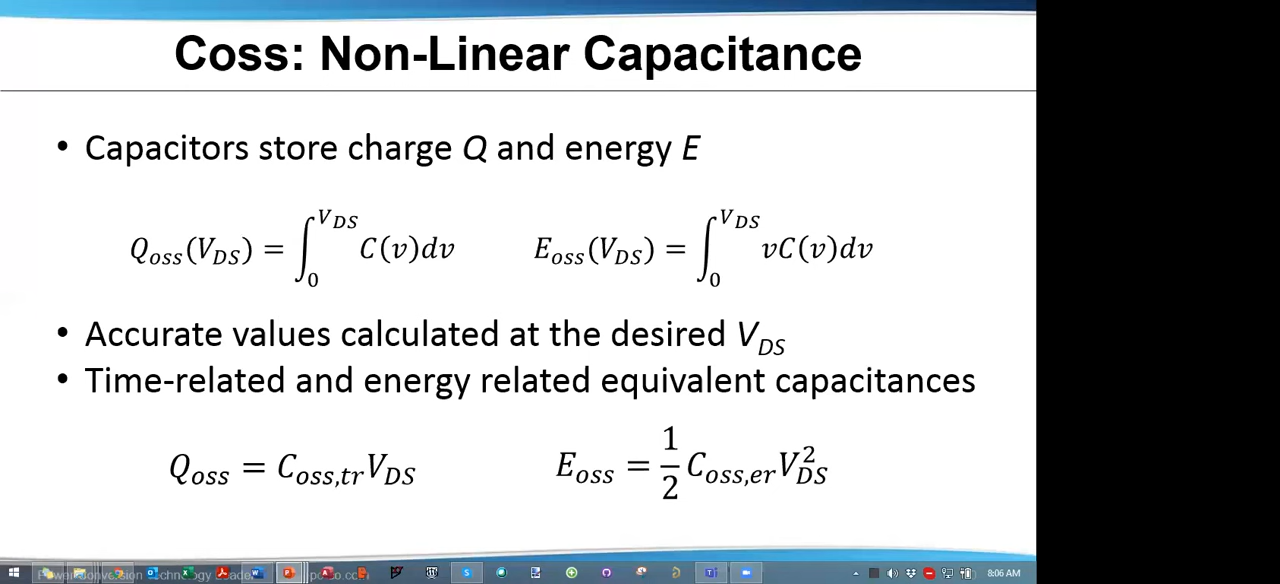 Coss: Non-Linear Capacitance
• Capacitors store charge Q and energy E
Q_oss(V_DS) = ∫_0^{V_DS} C(v)dv    E_oss(V_DS) = ∫_0^{V_DS} vC(v)dv
• Accurate values calculated at the desired V_DS
• Time-related and energy related equivalent capacitances
Q_oss = C_oss,tr V_DS    E_oss = 1/2 C_oss,er V_DS^2
8:06 AM